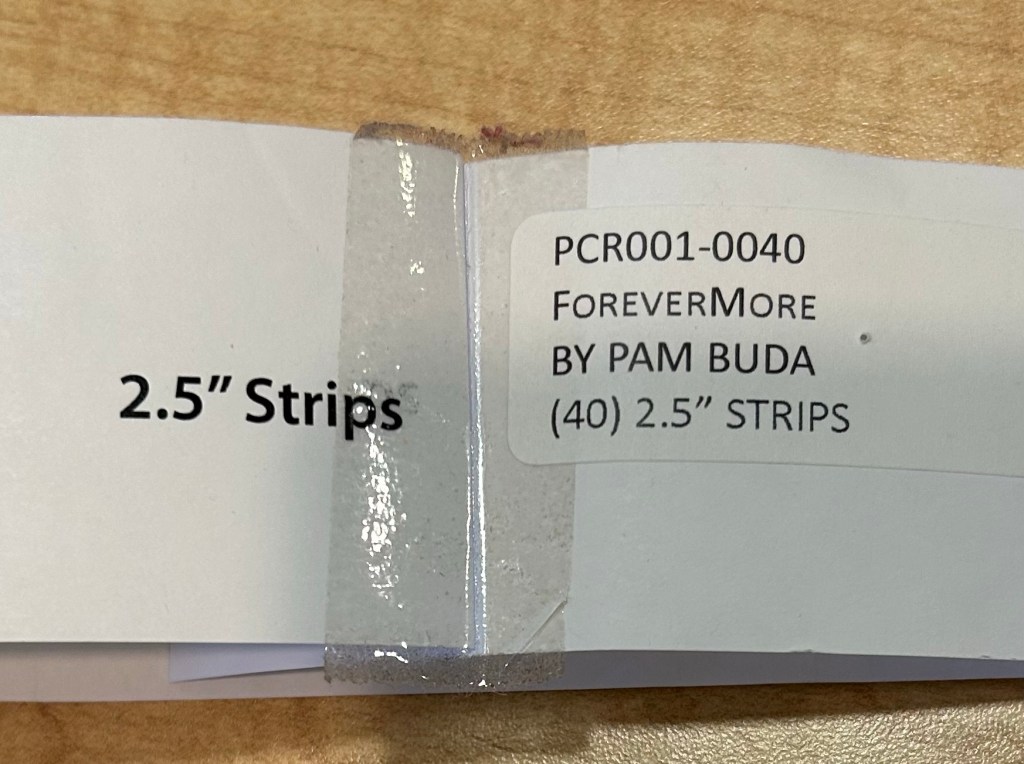 2.5” Strips
PCR001-0040
FOREVERMORE
BY PAM BUDA
(40) 2.5” STRIPS